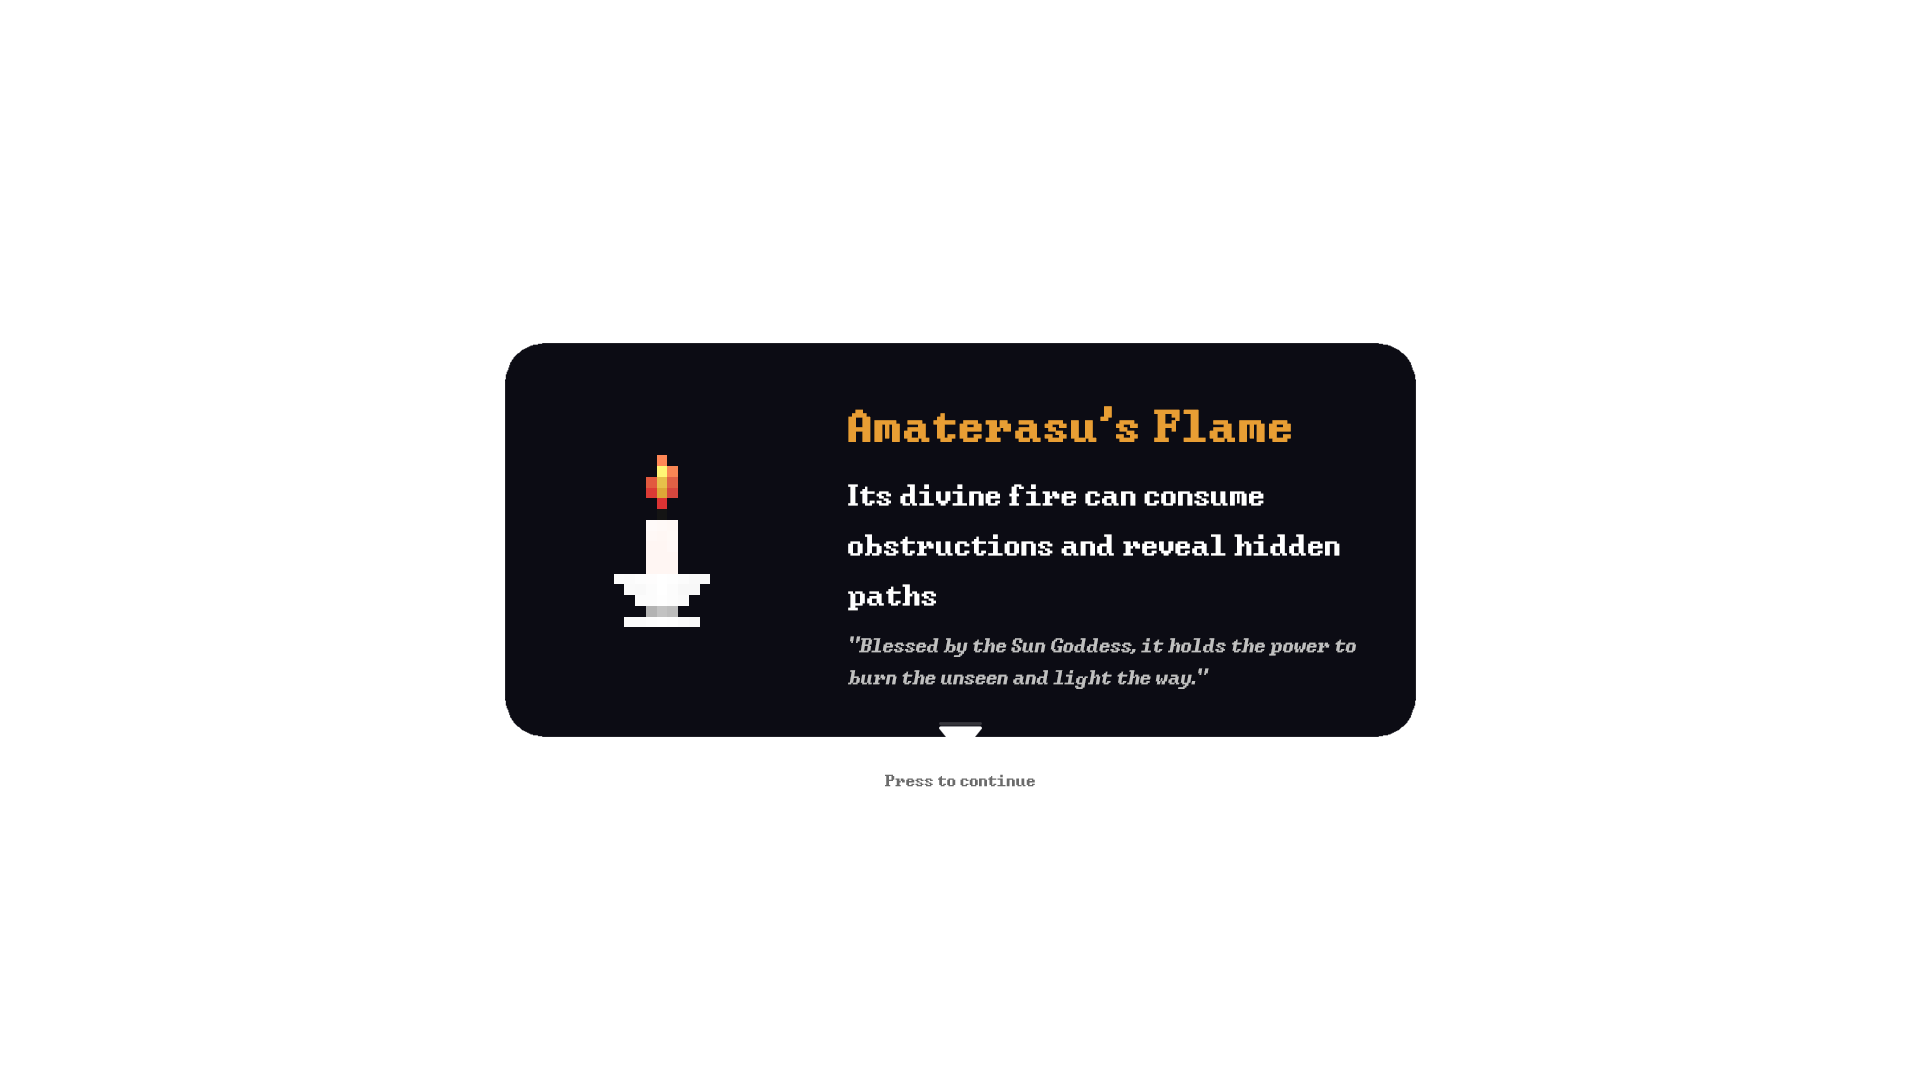 Amaterasu's Flame
Its divine fire can consume
obstructions and reveal hidden
paths
"Blessed by the Sun Goddess, it holds the power to
burn the unseen and light the way."
Press to continue